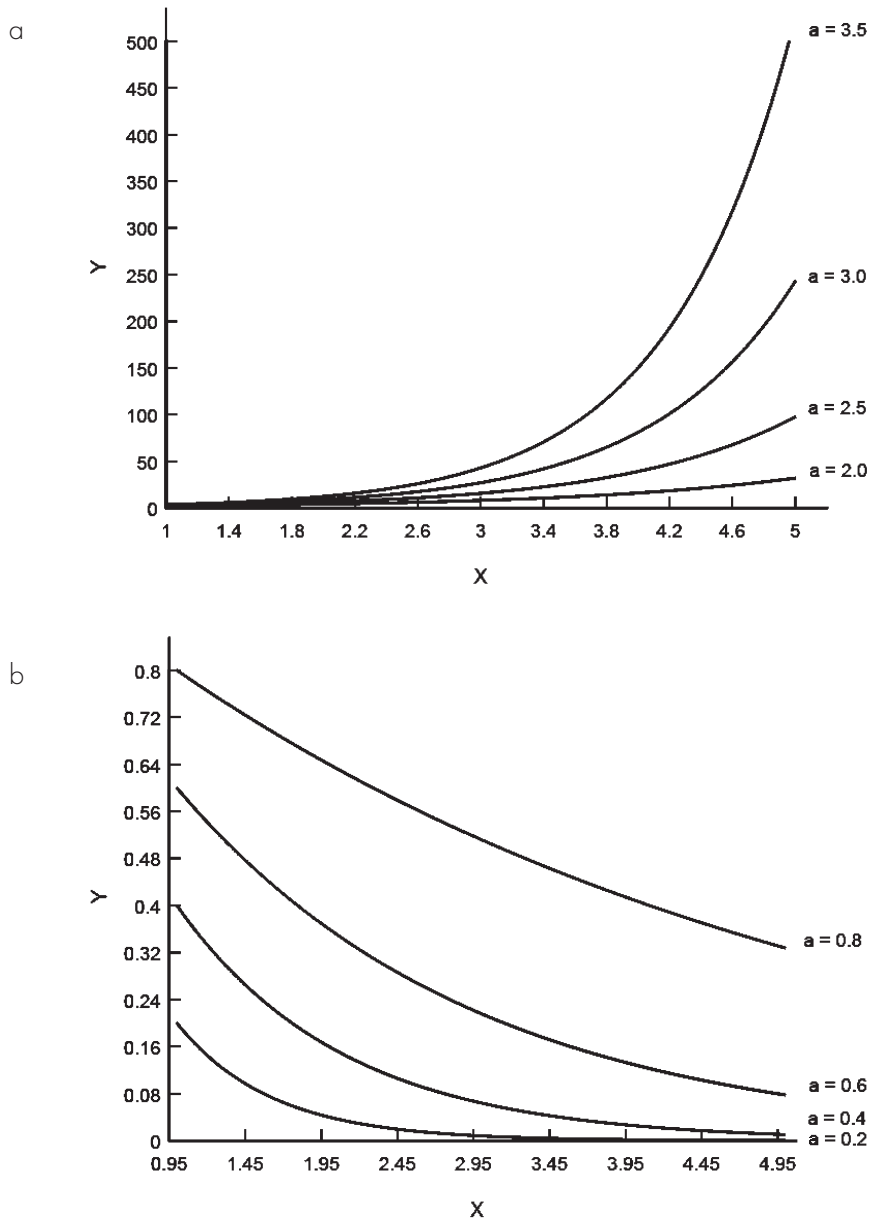 a
a = 3.5
500
450
400
350
300
Y
250
a = 3.0
200
150
100
a = 2.5
50
a = 2.0
0
1 1.4 1.8 2.2 2.6 3 3.4 3.8 4.2 4.6 5
X
b
0.8
0.72
0.64
0.56
0.48
Y
0.4
a = 0.8
0.32
0.24
0.16
0.08
a = 0.6
a = 0.4
a = 0.2
0
0.95 1.45 1.95 2.45 2.95 3.45 3.95 4.45 4.95
X